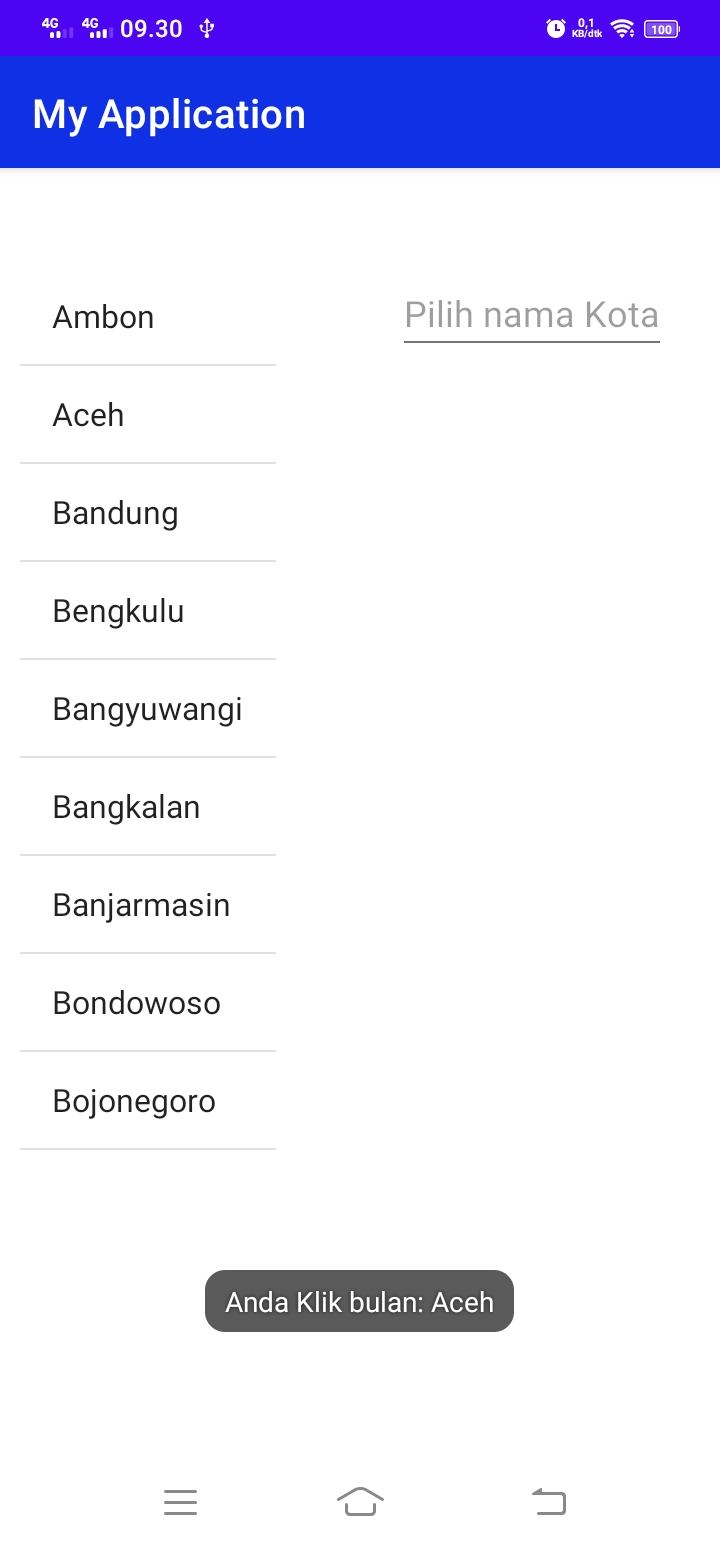 4G 4G 09.30 0,1 KB/dtk 100
My Application
Ambon
Pilih nama Kota
Aceh
Bandung
Bengkulu
Bangyuwangi
Bangkalan
Banjarmasin
Bondowoso
Bojonegoro
Anda Klik bulan: Aceh